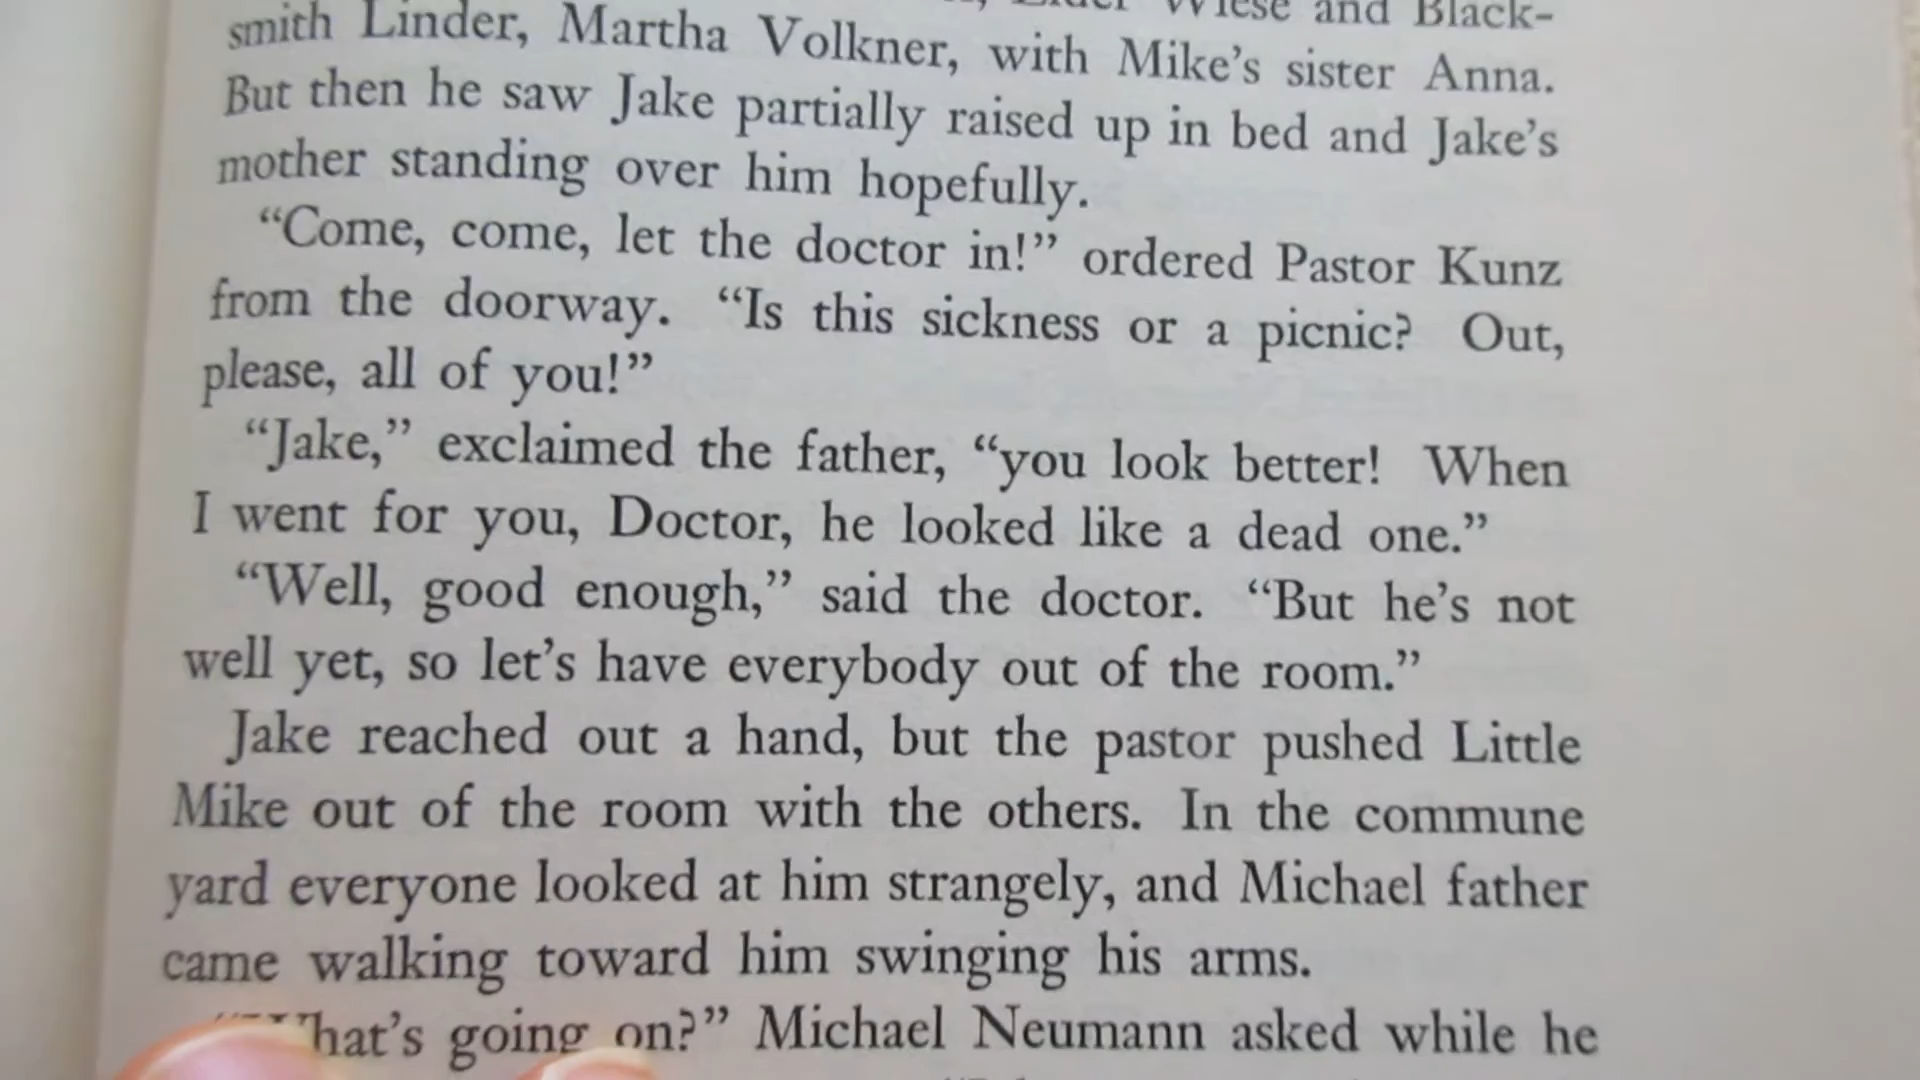 Wiese and Black-
smith Linder, Martha Volkner, with Mike's sister Anna.
But then he saw Jake partially raised up in bed and Jake's
mother standing over him hopefully.
“Come, come, let the doctor in!” ordered Pastor Kunz
from the doorway. “Is this sickness or a picnic? Out,
please, all of you!”
“Jake,” exclaimed the father, “you look better! When
I went for you, Doctor, he looked like a dead one.”
“Well, good enough,” said the doctor. “But he's not
well yet, so let's have everybody out of the room.”
Jake reached out a hand, but the pastor pushed Little
Mike out of the room with the others. In the commune
yard everyone looked at him strangely, and Michael father
came walking toward him swinging his arms.
“What's going on?” Michael Neumann asked while he